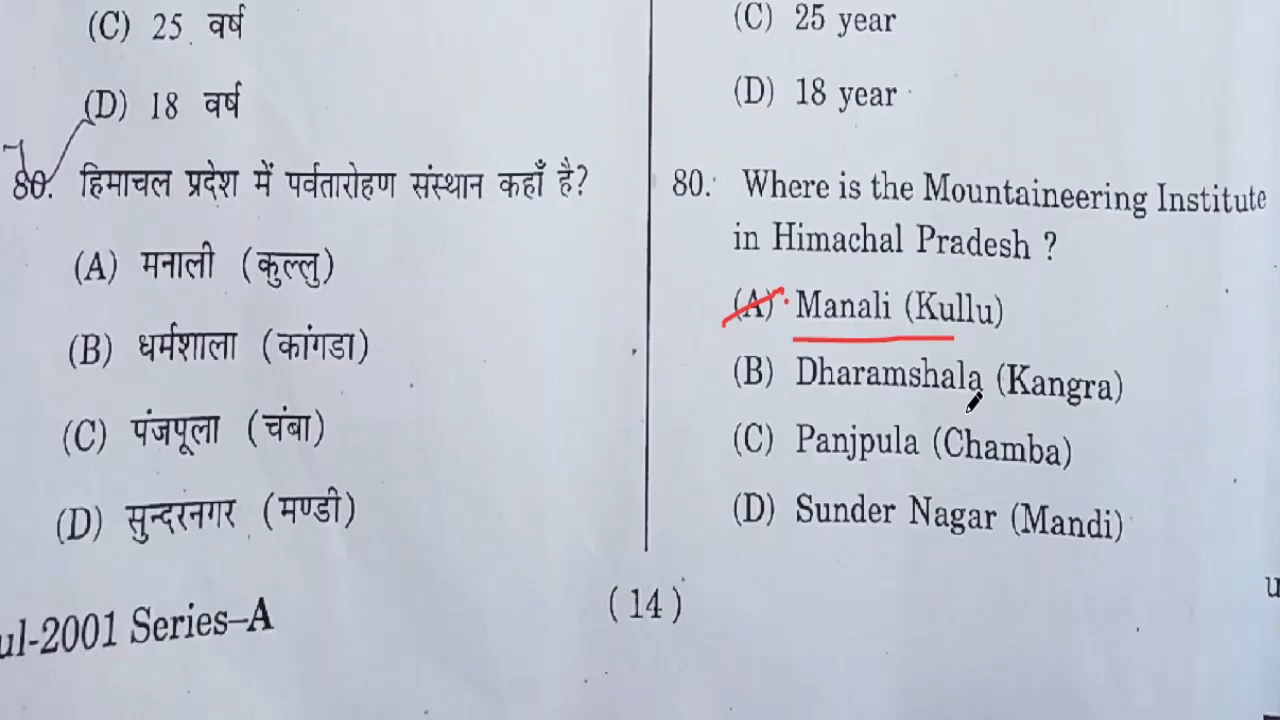 (C) 25 वर्ष
(D) 18 वर्ष
80. हिमाचल प्रदेश में पर्वतारोहण संस्थान कहाँ है?
(A) मनाली (कुल्लु)
(B) धर्मशाला (कांगडा)
(C) पंजपूला (चंबा)
(D) सुन्दरनगर (मण्डी)
(C) 25 year
(D) 18 year
80. Where is the Mountaineering Institute
in Himachal Pradesh ?
(A) Manali (Kullu)
(B) Dharamshala (Kangra)
(C) Panjpula (Chamba)
(D) Sunder Nagar (Mandi)
ul-2001 Series-A
(14)